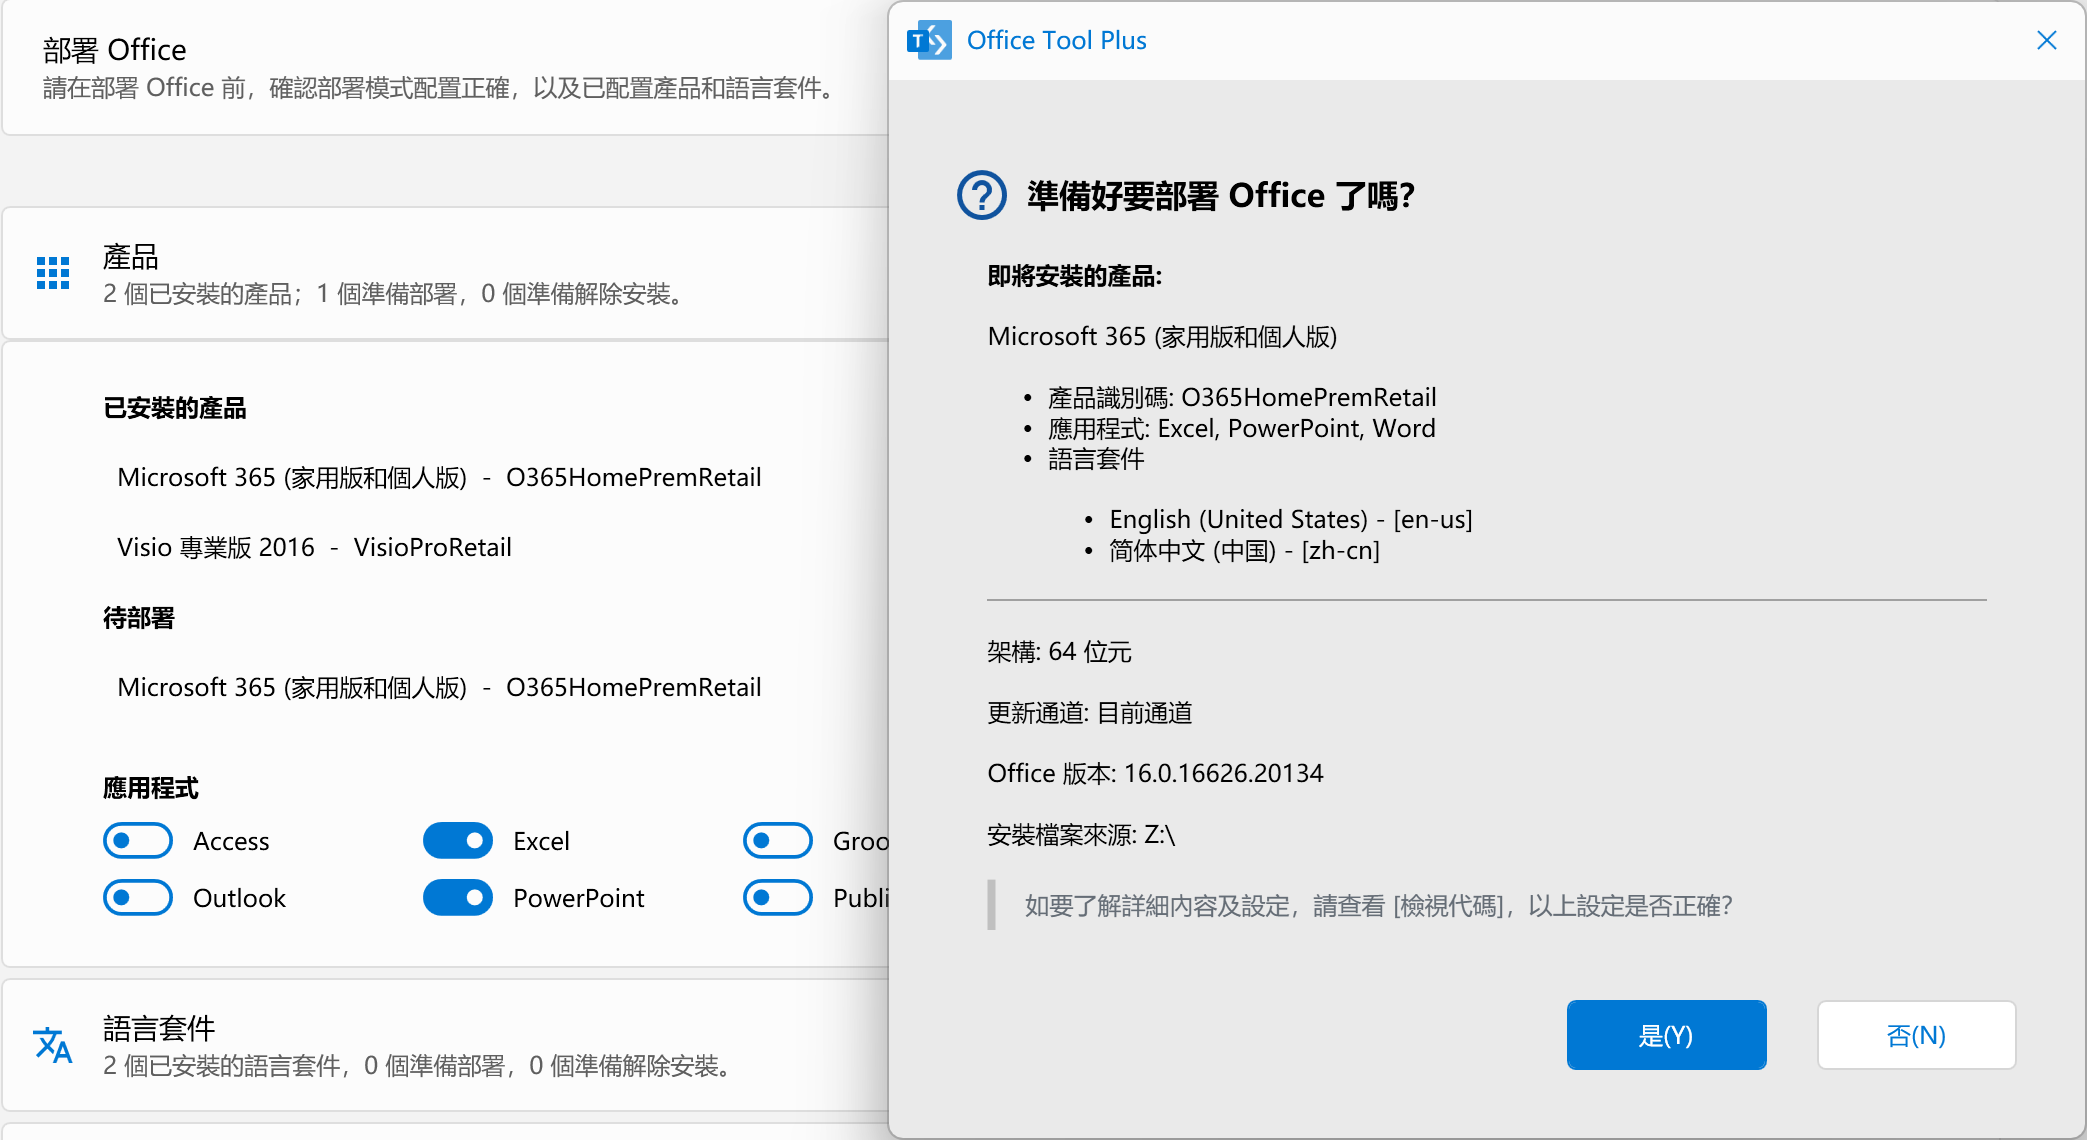 部署 Office
請在部署 Office 前，確認部署模式配置正確，以及已配置產品和語言套件。
產品
2 個已安裝的產品；1 個準備部署，0 個準備解除安裝。
已安裝的產品
Microsoft 365 (家用版和個人版) - O365HomePremRetail
Visio 專業版 2016 - VisioProRetail
待部署
Microsoft 365 (家用版和個人版) - O365HomePremRetail
應用程式
Access Excel Groo
Outlook PowerPoint Publi
語言套件
2 個已安裝的語言套件，0 個準備部署，0 個準備解除安裝。
Office Tool Plus
準備好要部署 Office 了嗎?
即將安裝的產品:
Microsoft 365 (家用版和個人版)
• 產品識別碼: O365HomePremRetail
• 應用程式: Excel, PowerPoint, Word
• 語言套件
• English (United States) - [en-us]
• 简体中文 (中国) - [zh-cn]
架構: 64 位元
更新通道: 目前通道
Office 版本: 16.0.16626.20134
安裝檔案來源: Z:\
如要了解詳細內容及設定，請查看 [檢視代碼]，以上設定是否正確?
是(Y)
否(N)